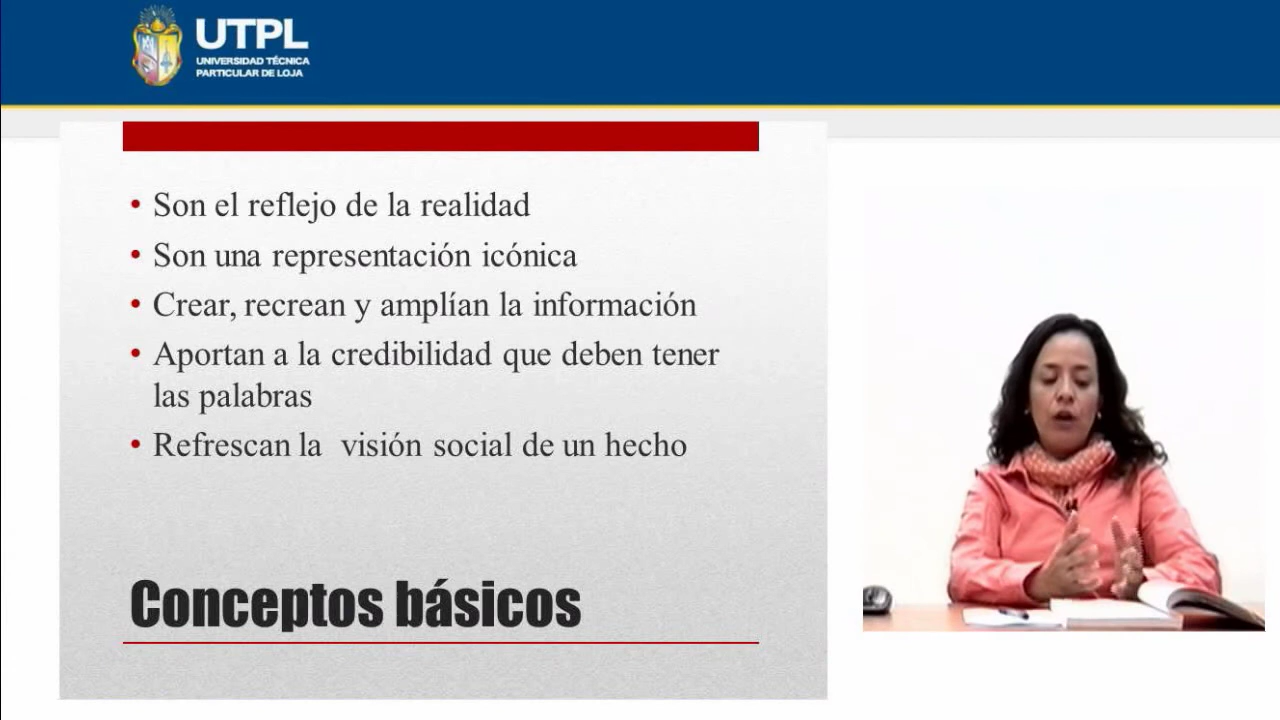 UTPL
UNIVERSIDAD TÉCNICA
PARTICULAR DE LOJA
• Son el reflejo de la realidad
• Son una representación icónica
• Crear, recrean y amplían la información
• Aportan a la credibilidad que deben tener
las palabras
• Refrescan la  visión social de un hecho
Conceptos básicos